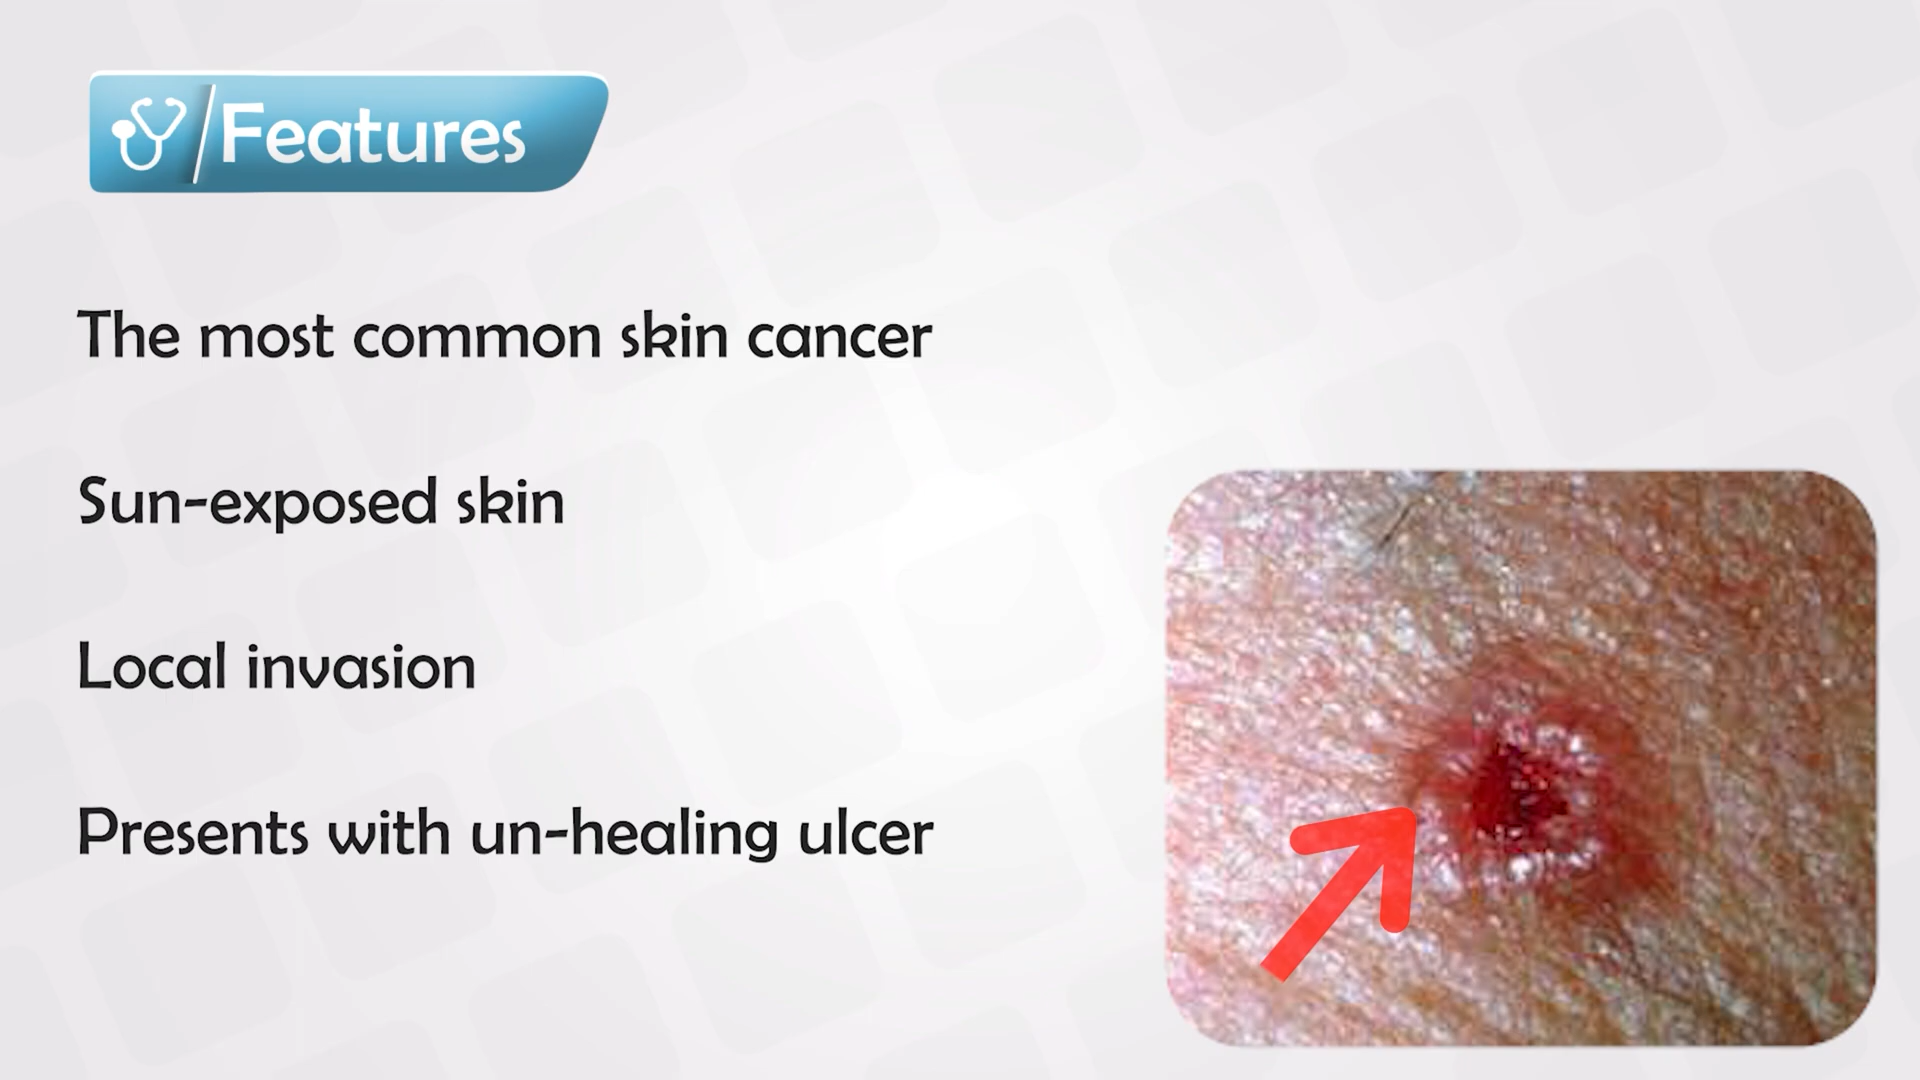 Features
The most common skin cancer
Sun-exposed skin
Local invasion
Presents with un-healing ulcer